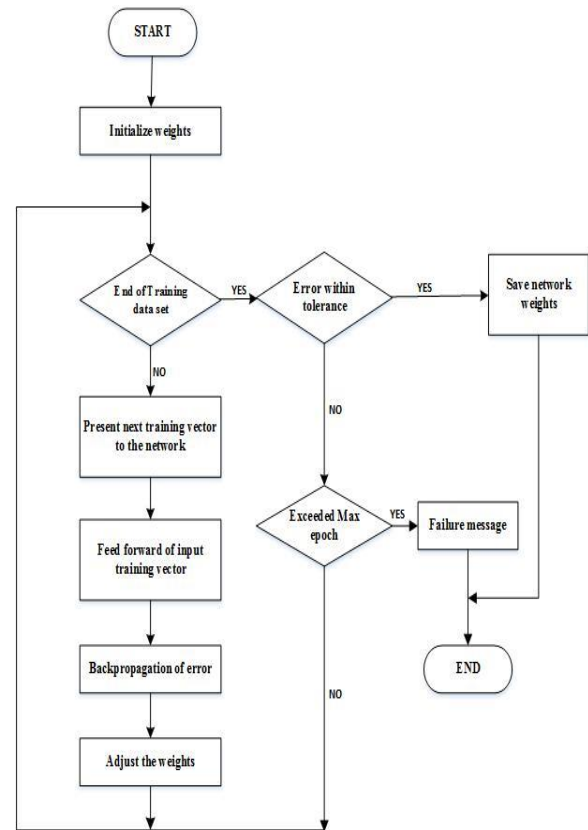 START
Initialize weights
End of Training
data set
YES
Error within
tolerance
YES
Save network
weights
NO
Present next training vector
to the network
NO
Feed forward of input
training vector
Exceeded Max
epoch
YES
Failure message
Backpropagation of error
NO
END
Adjust the weights